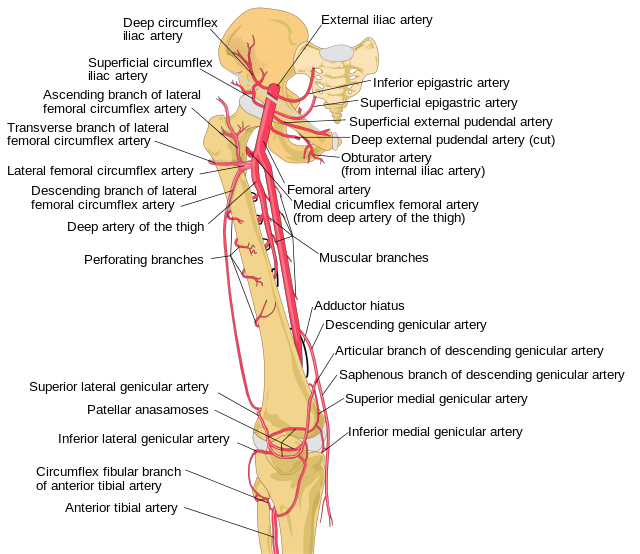 Deep circumflex
iliac artery
External iliac artery
Superficial circumflex
iliac artery
Inferior epigastric artery
Ascending branch of lateral
femoral circumflex artery
Superficial epigastric artery
Superficial external pudendal artery
Transverse branch of lateral
femoral circumflex artery
Deep external pudendal artery (cut)
Obturator artery
(from internal iliac artery)
Lateral femoral circumflex artery
Femoral artery
Descending branch of lateral
femoral circumflex artery
Medial cricumflex femoral artery
(from deep artery of the thigh)
Deep artery of the thigh
Perforating branches
Muscular branches
Adductor hiatus
Descending genicular artery
Articular branch of descending genicular artery
Saphenous branch of descending genicular artery
Superior lateral genicular artery
Superior medial genicular artery
Patellar anasamoses
Inferior lateral genicular artery
Inferior medial genicular artery
Circumflex fibular branch
of anterior tibial artery
Anterior tibial artery